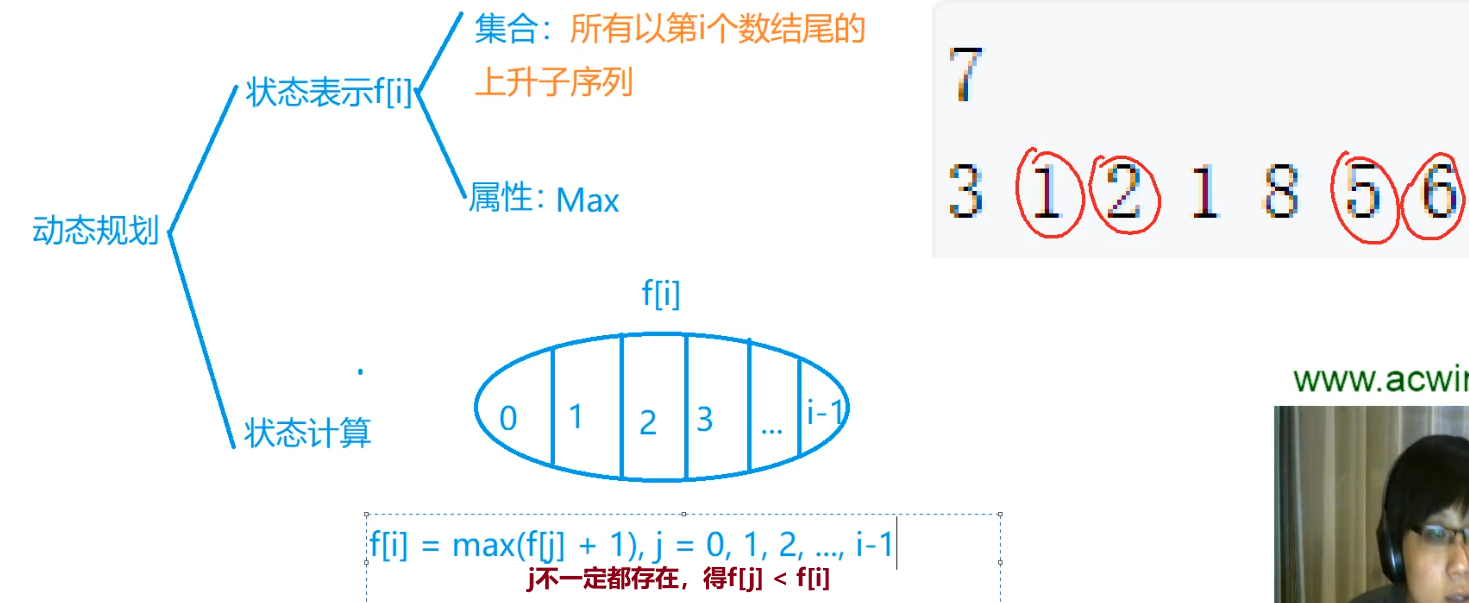 集合：所有以第i个数结尾的
上升子序列
状态表示f[i]
属性：Max
动态规划
7
3 1 2 1 8 5 6
f[i]
0 1 2 3 ... i-1
状态计算
f[i] = max(f[j] + 1), j = 0, 1, 2, ..., i-1
j不一定都存在，得f[j] < f[i]
www.acwi